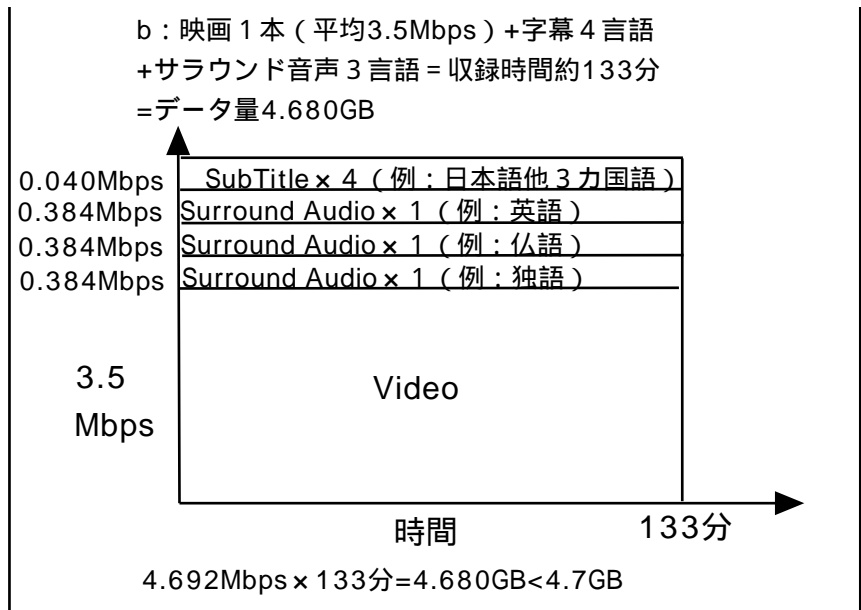 b：映画１本（平均3.5Mbps）+字幕４言語
+サラウンド音声３言語＝収録時間約133分
=データ量4.680GB
0.040Mbps SubTitle×４（例：日本語他３カ国語）
0.384Mbps Surround Audio×１（例：英語）
0.384Mbps Surround Audio×１（例：仏語）
0.384Mbps Surround Audio×１（例：独語）
3.5
Mbps
Video
時間 133分
4.692Mbps×133分=4.680GB<4.7GB